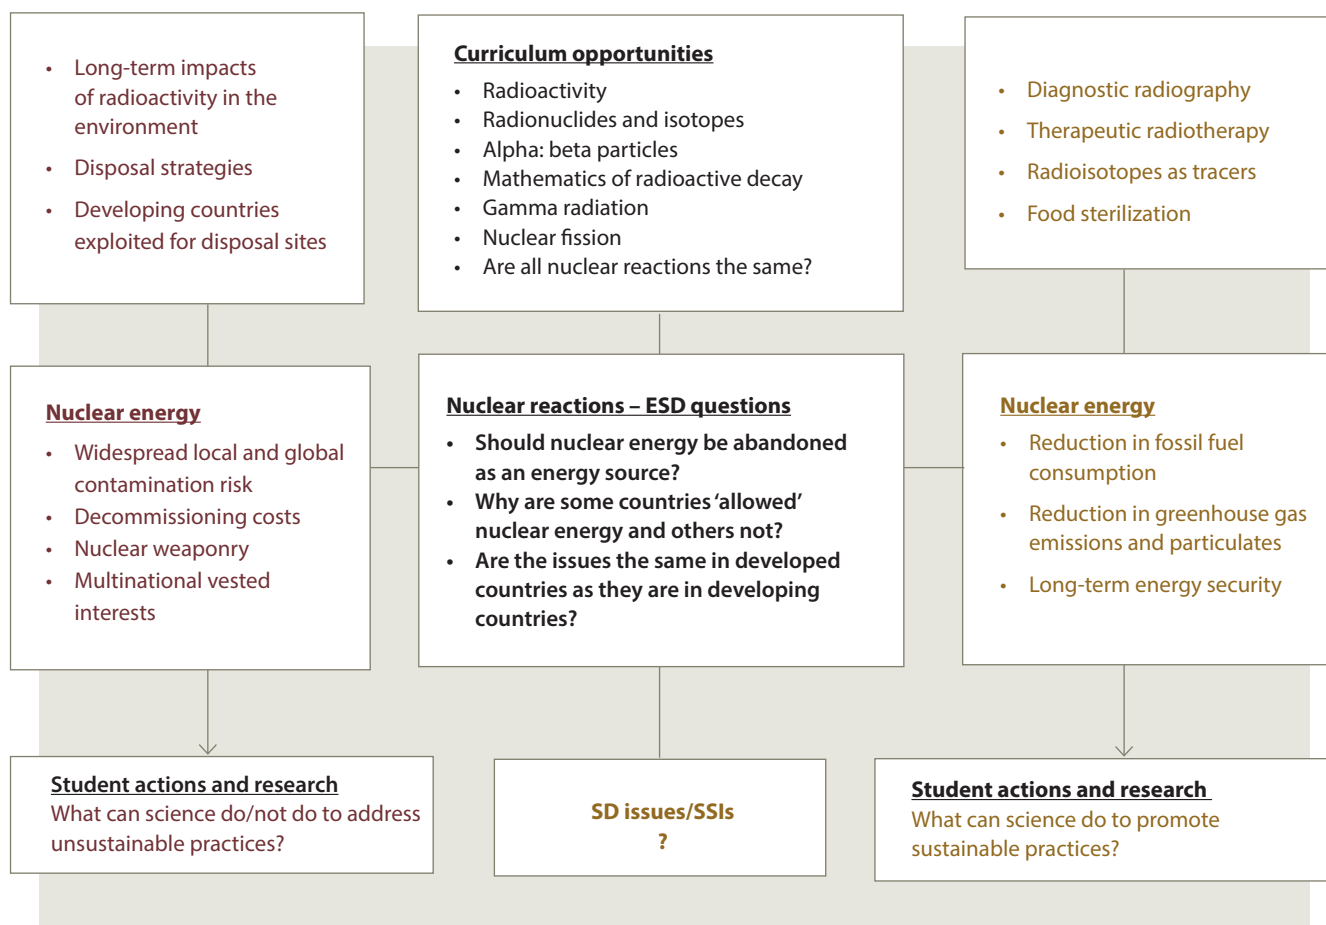 • Long-term impacts
of radioactivity in the
environment
• Disposal strategies
• Developing countries
exploited for disposal sites
Curriculum opportunities
• Radioactivity
• Radionuclides and isotopes
• Alpha: beta particles
• Mathematics of radioactive decay
• Gamma radiation
• Nuclear fission
• Are all nuclear reactions the same?
• Diagnostic radiography
• Therapeutic radiotherapy
• Radioisotopes as tracers
• Food sterilization
Nuclear energy
• Widespread local and global
contamination risk
• Decommissioning costs
• Nuclear weaponry
• Multinational vested
interests
Nuclear reactions – ESD questions
• Should nuclear energy be abandoned
as an energy source?
• Why are some countries ‘allowed’
nuclear energy and others not?
• Are the issues the same in developed
countries as they are in developing
countries?
Nuclear energy
• Reduction in fossil fuel
consumption
• Reduction in greenhouse gas
emissions and particulates
• Long-term energy security
Student actions and research
What can science do/not do to address
unsustainable practices?
SD issues/SSIs
?
Student actions and research
What can science do to promote
sustainable practices?